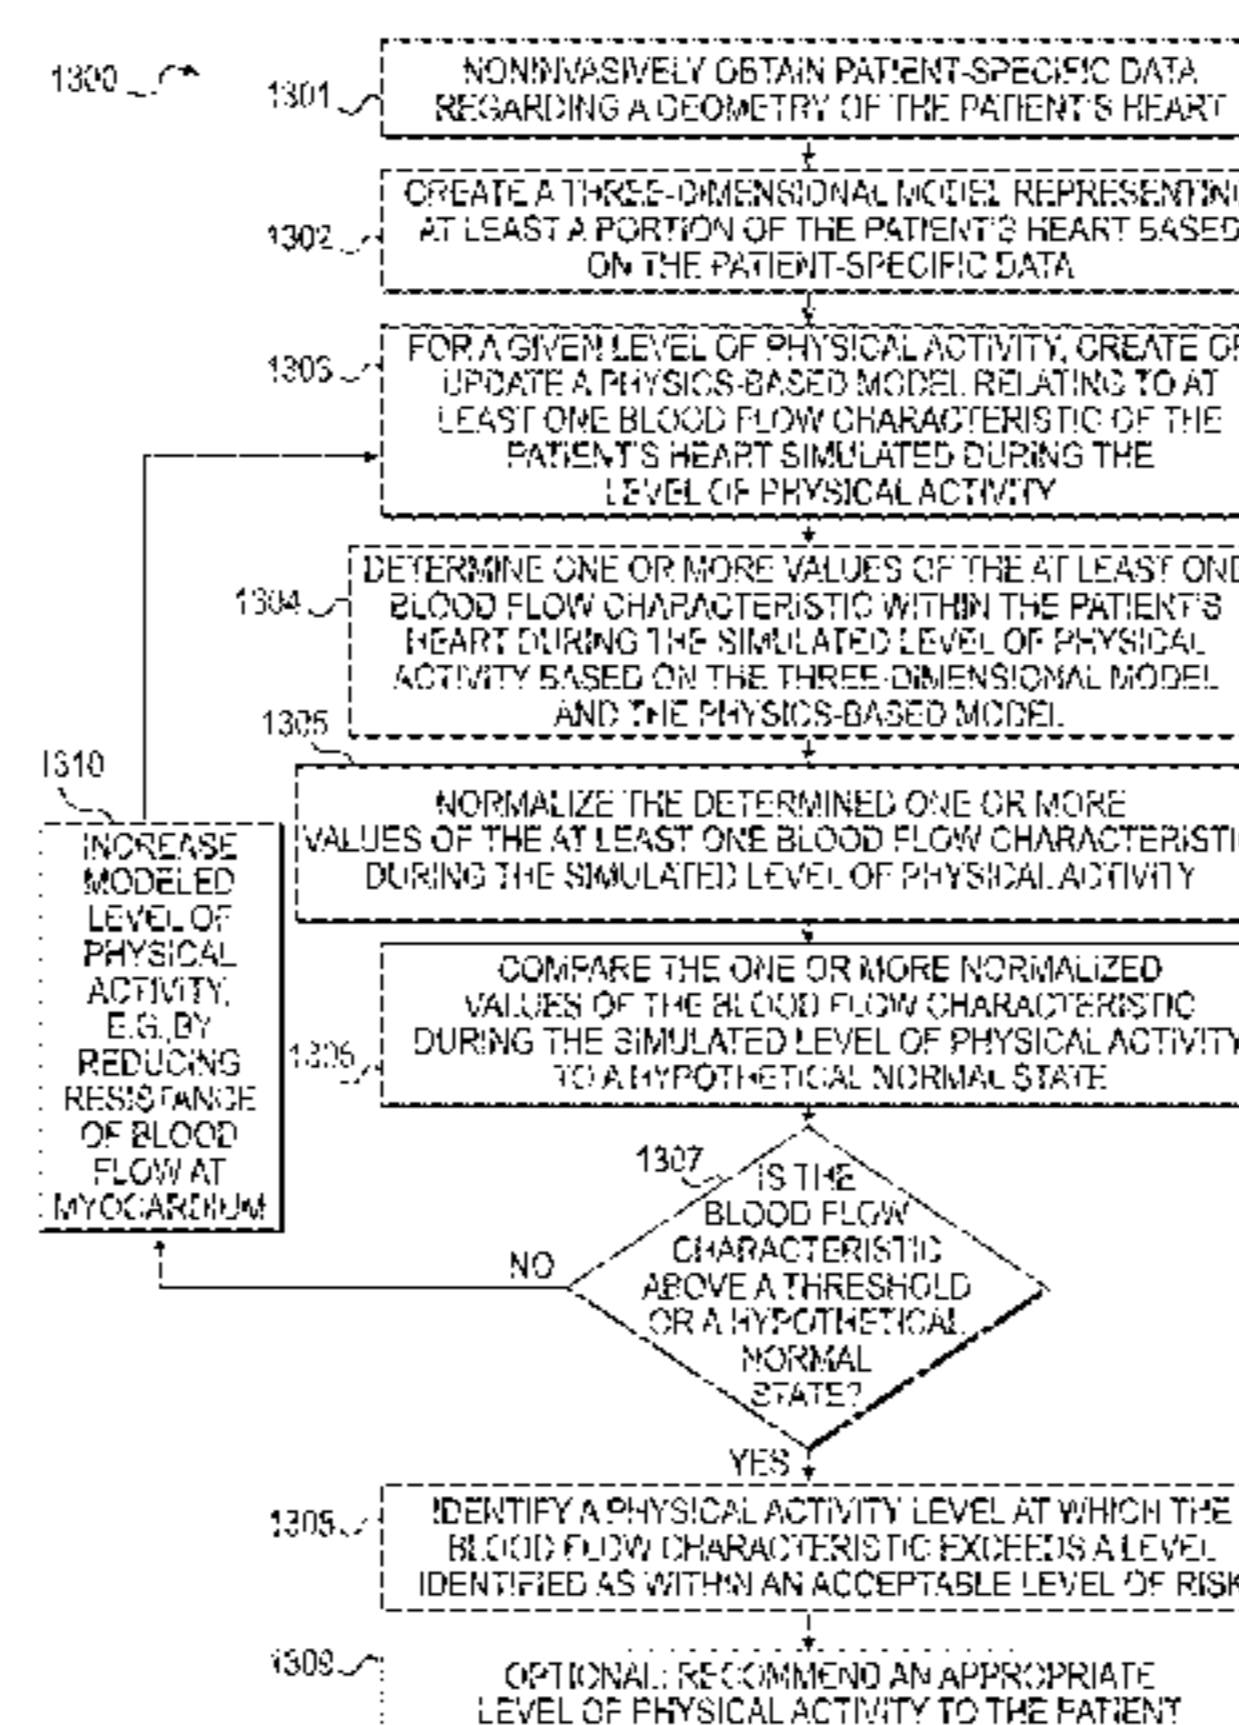 1300
1301
NONINVASIVELY OBTAIN PATIENT-SPECIFIC DATA
REGARDING A GEOMETRY OF THE PATIENT'S HEART
1302
CREATE A THREE-DIMENSIONAL MODEL REPRESENTING
AT LEAST A PORTION OF THE PATIENT'S HEART BASED
ON THE PATIENT-SPECIFIC DATA
1303
FOR A GIVEN LEVEL OF PHYSICAL ACTIVITY, CREATE OR
UPDATE A PHYSICS-BASED MODEL RELATING TO AT
LEAST ONE BLOOD FLOW CHARACTERISTIC OF THE
PATIENT'S HEART SIMULATED DURING THE
LEVEL OF PHYSICAL ACTIVITY
1304
DETERMINE ONE OR MORE VALUES OF THE AT LEAST ONE
BLOOD FLOW CHARACTERISTIC WITHIN THE PATIENT'S
HEART DURING THE SIMULATED LEVEL OF PHYSICAL
ACTIVITY BASED ON THE THREE-DIMENSIONAL MODEL
AND THE PHYSICS-BASED MODEL
1305
NORMALIZE THE DETERMINED ONE OR MORE
VALUES OF THE AT LEAST ONE BLOOD FLOW CHARACTERISTI
DURING THE SIMULATED LEVEL OF PHYSICAL ACTIVITY
1310
INCREASE
MODELED
LEVEL OF
PHYSICAL
ACTIVITY,
E.G.,BY
REDUCING
RESISTANCE
OF BLOOD
FLOW AT
MYOCARDIUM
1306
COMPARE THE ONE OR MORE NORMALIZED
VALUES OF THE BLOOD FLOW CHARACTERISTIC
DURING THE SIMULATED LEVEL OF PHYSICAL ACTIVITY
TO A HYPOTHETICAL NORMAL STATE
1307
IS THE
BLOOD FLOW
CHARACTERISTIC
ABOVE A THRESHOLD
OR A HYPOTHETICAL
NORMAL
STATE?
NO
YES
1308
IDENTIFY A PHYSICAL ACTIVITY LEVEL AT WHICH THE
BLOOD FLOW CHARACTERISTIC EXCEEDS A LEVEL
IDENTIFIED AS WITHIN AN ACCEPTABLE LEVEL OF RISK
1309
OPTIONAL: RECOMMEND AN APPROPRIATE
LEVEL OF PHYSICAL ACTIVITY TO THE PATIENT